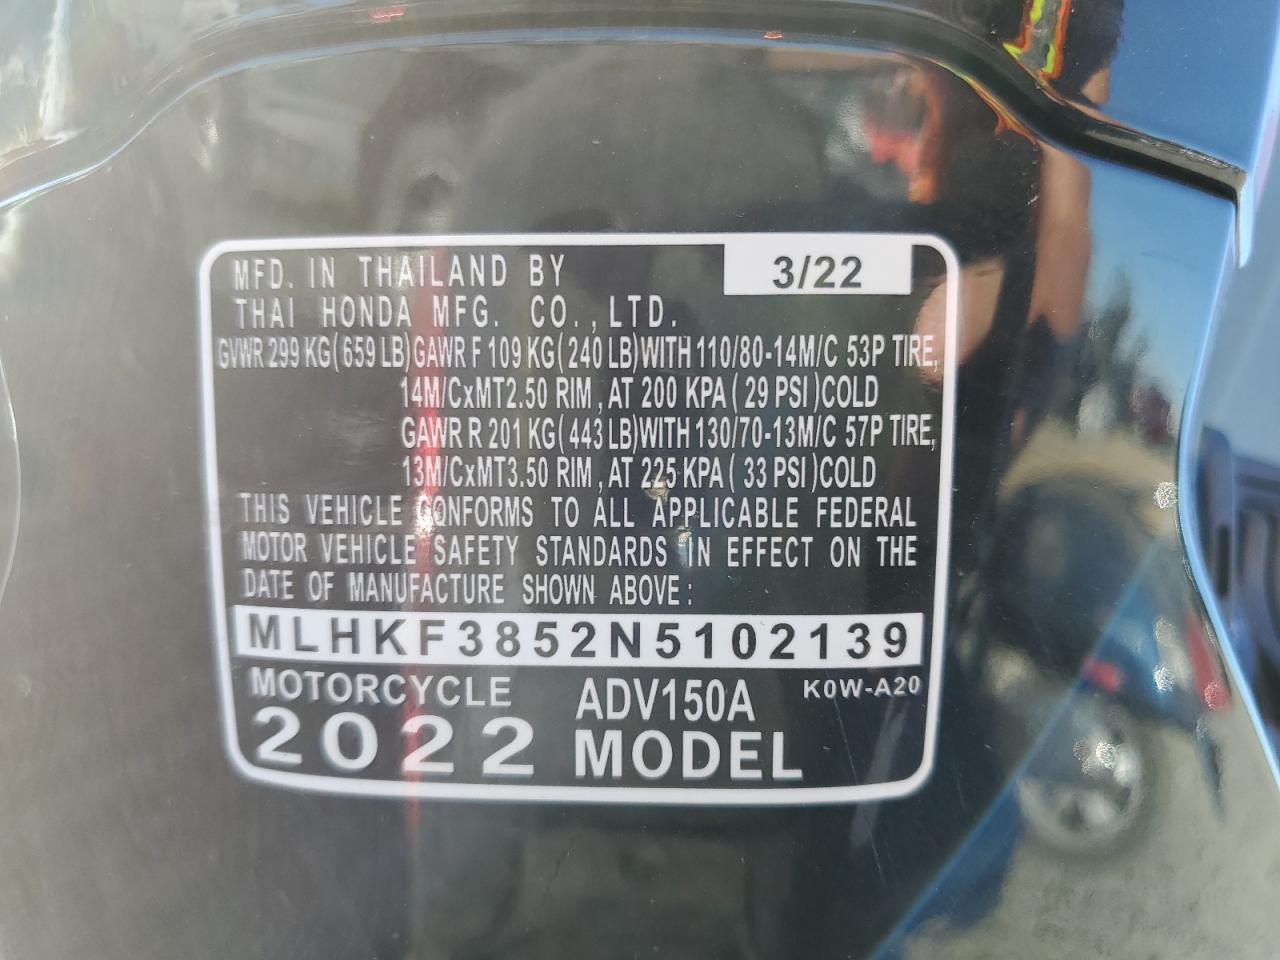 MFD. IN THAILAND BY 3/22
THAI HONDA MFG. CO.,LTD.
GVWR 299 KG(659 LB)GAWR F 109 KG(240 LB)WITH 110/80-14M/C 53P TIRE,
14M/CxMT2.50 RIM, AT 200 KPA(29 PSI)COLD
GAWR R 201 KG(443 LB)WITH 130/70-13M/C 57P TIRE,
13M/CxMT3.50 RIM, AT 225 KPA(33 PSI)COLD
THIS VEHICLE CONFORMS TO ALL APPLICABLE FEDERAL
MOTOR VEHICLE SAFETY STANDARDS IN EFFECT ON THE
DATE OF MANUFACTURE SHOWN ABOVE:
MLHKF3852N5102139
MOTORCYCLE ADV150A K0W-A20
2022 MODEL